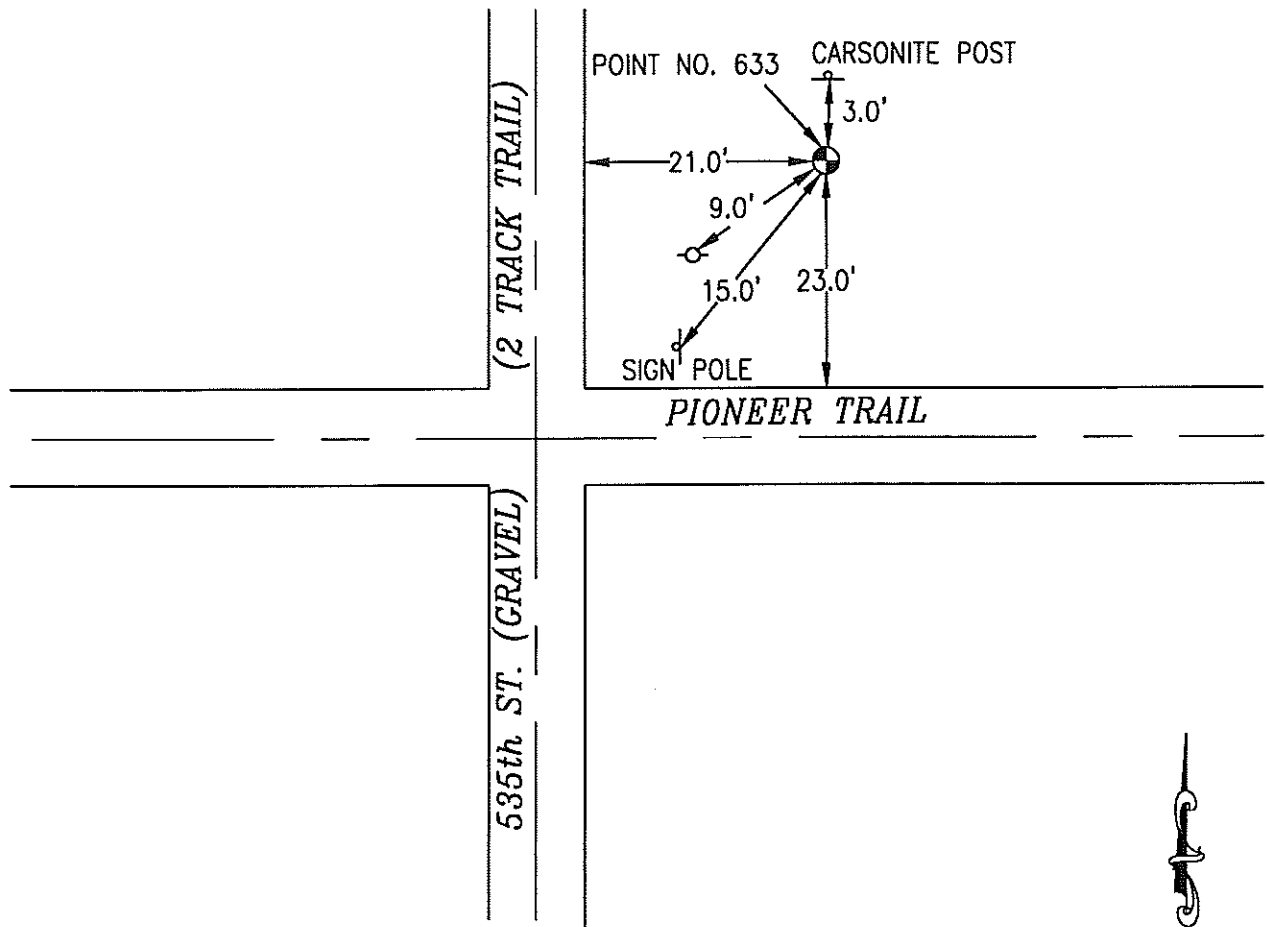 POINT NO. 633
CARSONITE POST
3.0'
21.0'
9.0'
15.0'
23.0'
SIGN POLE
(2 TRACK TRAIL)
PIONEER TRAIL
535th ST. (GRAVEL)